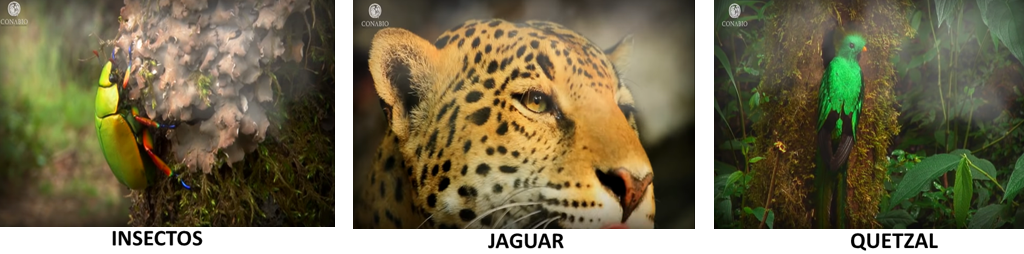 CONABIO
CONABIO
CONABIO
INSECTOS
JAGUAR
QUETZAL